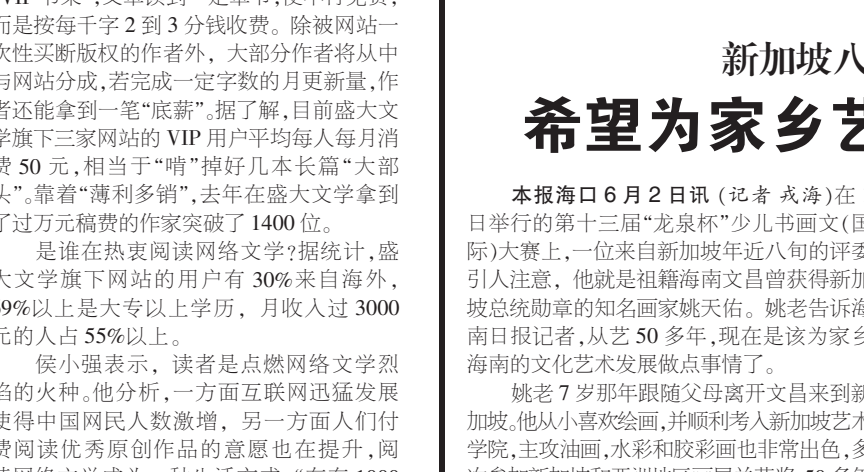 而是按每千字 2 到 3 分钱收费。除被网站一
次性买断版权的作者外，大部分作者将从中
与网站分成,若完成一定字数的月更新量,作
者还能拿到一笔“底薪”。据了解,目前盛大文
学旗下三家网站的 VIP 用户平均每人每月消
费 50 元,相当于“啃”掉好几本长篇“大部
头”。靠着“薄利多销”,去年在盛大文学拿到
了过万元稿费的作家突破了 1400 位。
是谁在热衷阅读网络文学?据统计,盛
大文学旗下网站的用户有 30%来自海外，
69%以上是大专以上学历，月收入过 3000
元的人占 55%以上。
侯小强表示，读者是点燃网络文学烈
焰的火种。他分析,一方面互联网迅猛发展
使得中国网民人数激增，另一方面人们付
费阅读优秀原创作品的意愿也在提升,阅
新加坡八
希望为家乡艺
本报海口 6 月 2 日讯 (记者 戎海)在
日举行的第十三届“龙泉杯”少儿书画文(国
际)大赛上,一位来自新加坡年近八旬的评委
引人注意，他就是祖籍海南文昌曾获得新加
坡总统勋章的知名画家姚天佑。姚老告诉海
南日报记者,从艺 50 多年,现在是该为家乡
海南的文化艺术发展做点事情了。
姚老 7 岁那年跟随父母离开文昌来到新
加坡。他从小喜欢绘画,并顺利考入新加坡艺术
学院,主攻油画,水彩和胶彩画也非常出色,多